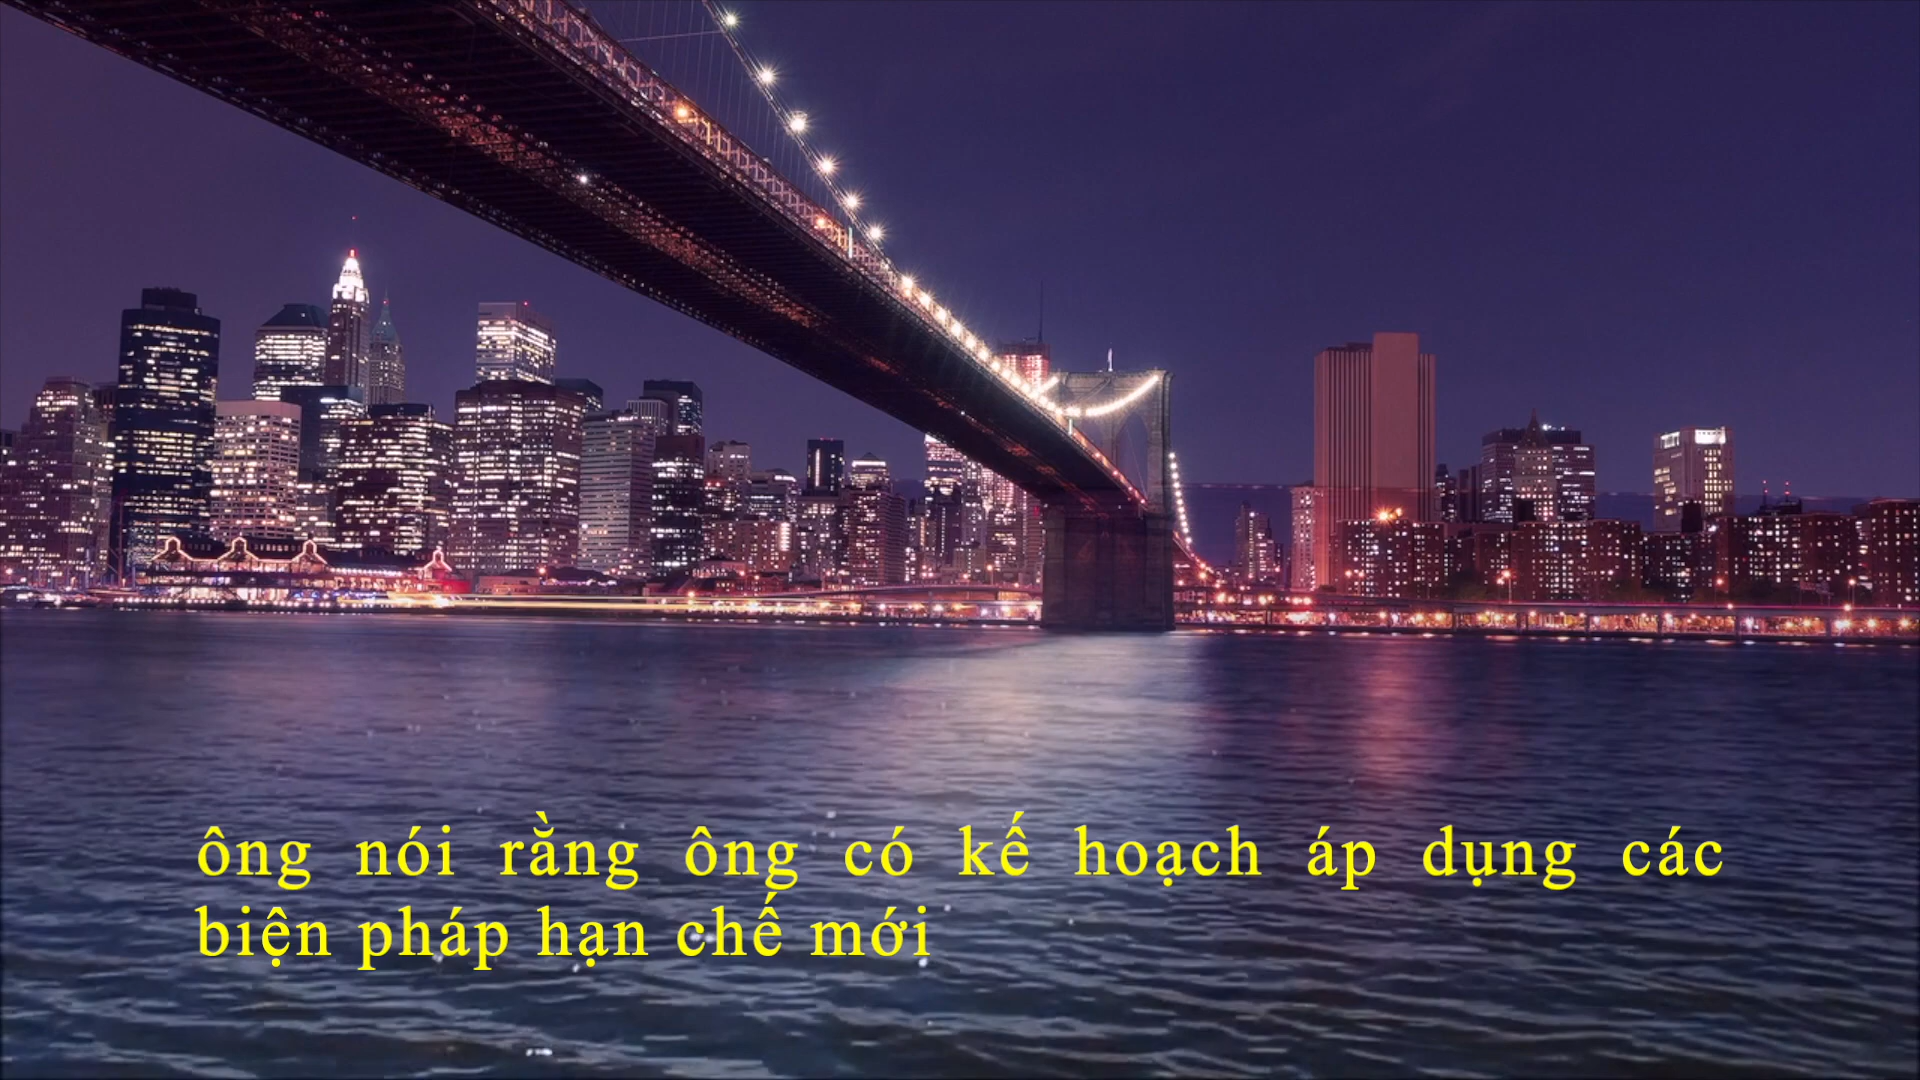 ông nói rằng ông có kế hoạch áp dụng các
biện pháp hạn chế mới